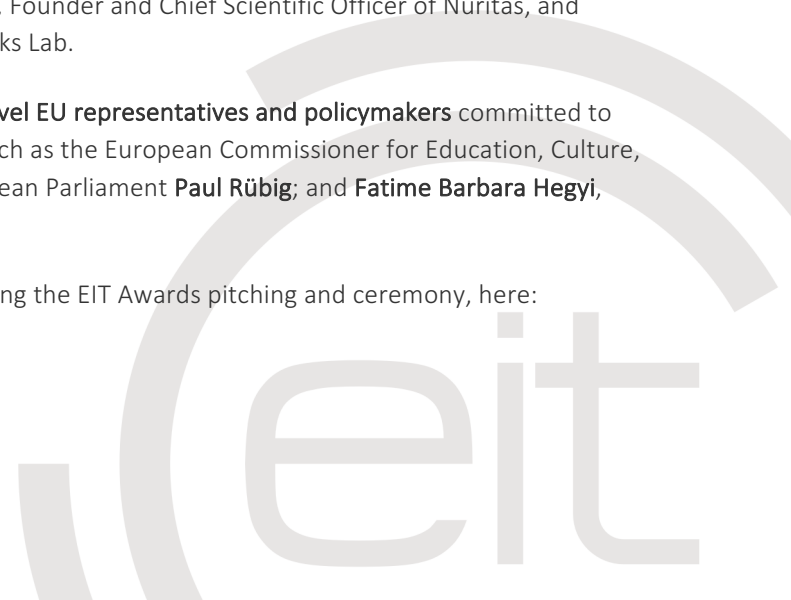 . Founder and Chief Scientific Officer of Nuritas, and
ks Lab.
vel EU representatives and policymakers committed to
ch as the European Commissioner for Education, Culture,
ean Parliament Paul Rübig; and Fatime Barbara Hegyi,
ng the EIT Awards pitching and ceremony, here:
eit